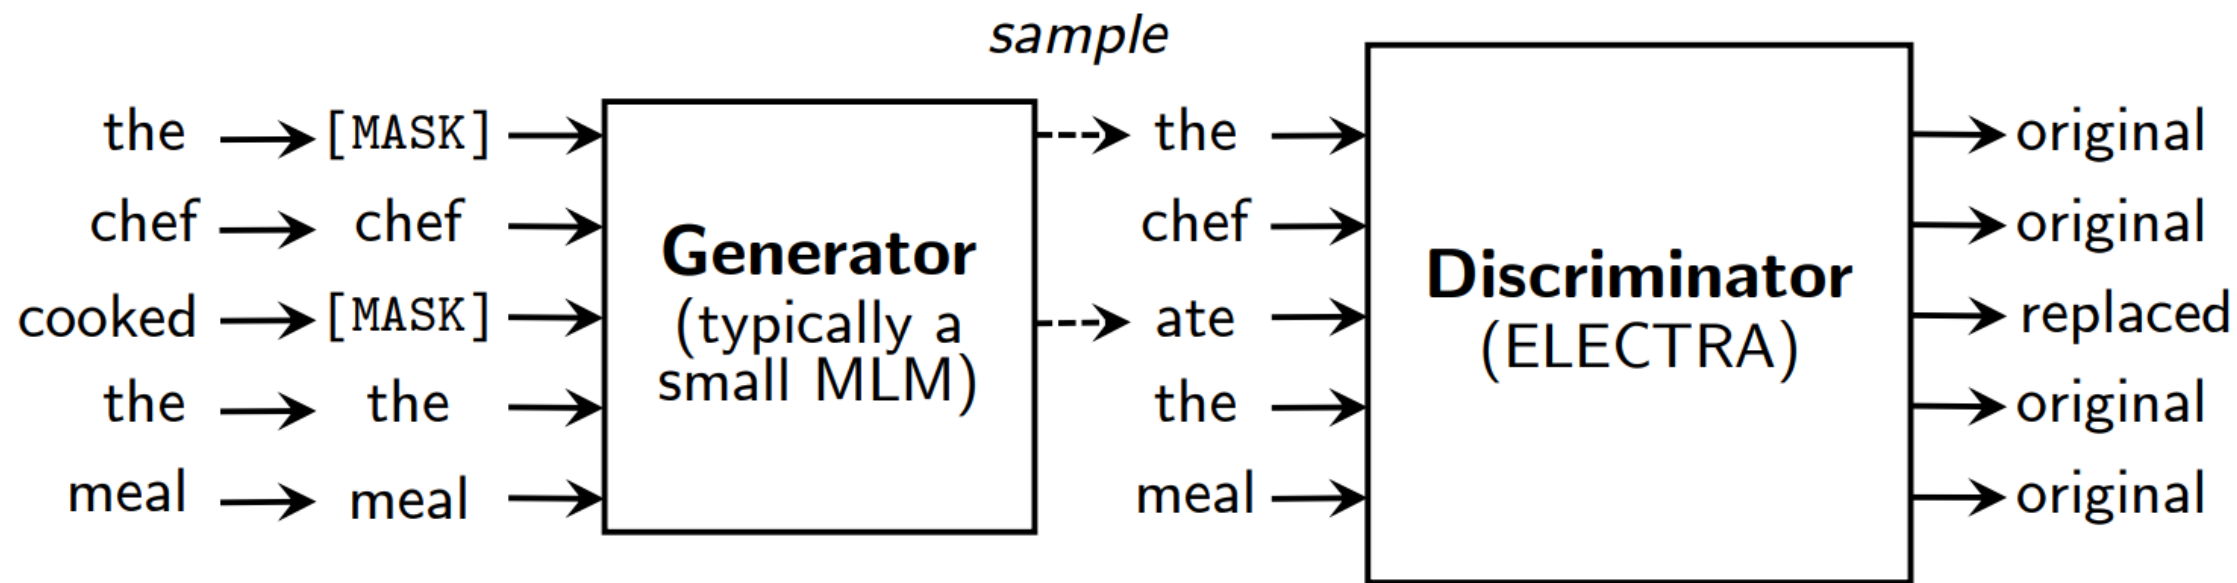 sample
the [MASK] the original
chef chef chef original
cooked [MASK] ate replaced
the the the original
meal meal meal original
Generator
(typically a
small MLM)
Discriminator
(ELECTRA)